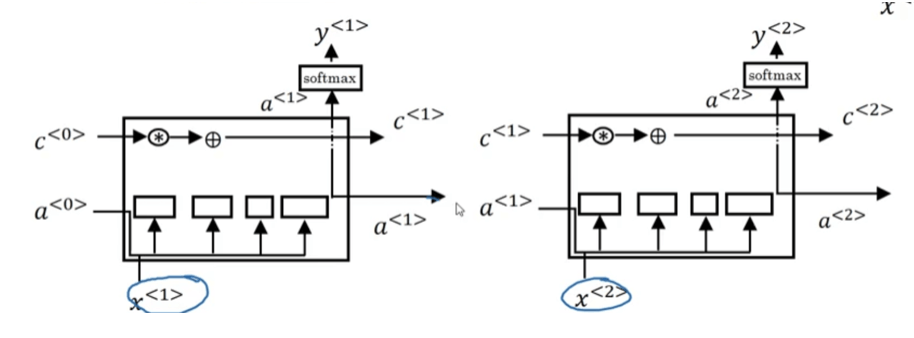 x
y<1>
y<2>
softmax
softmax
a<1>
a<2>
c<0>
c<1>
c<1>
c<2>
a<0>
a<1>
a<1>
a<2>
x<1>
x<2>